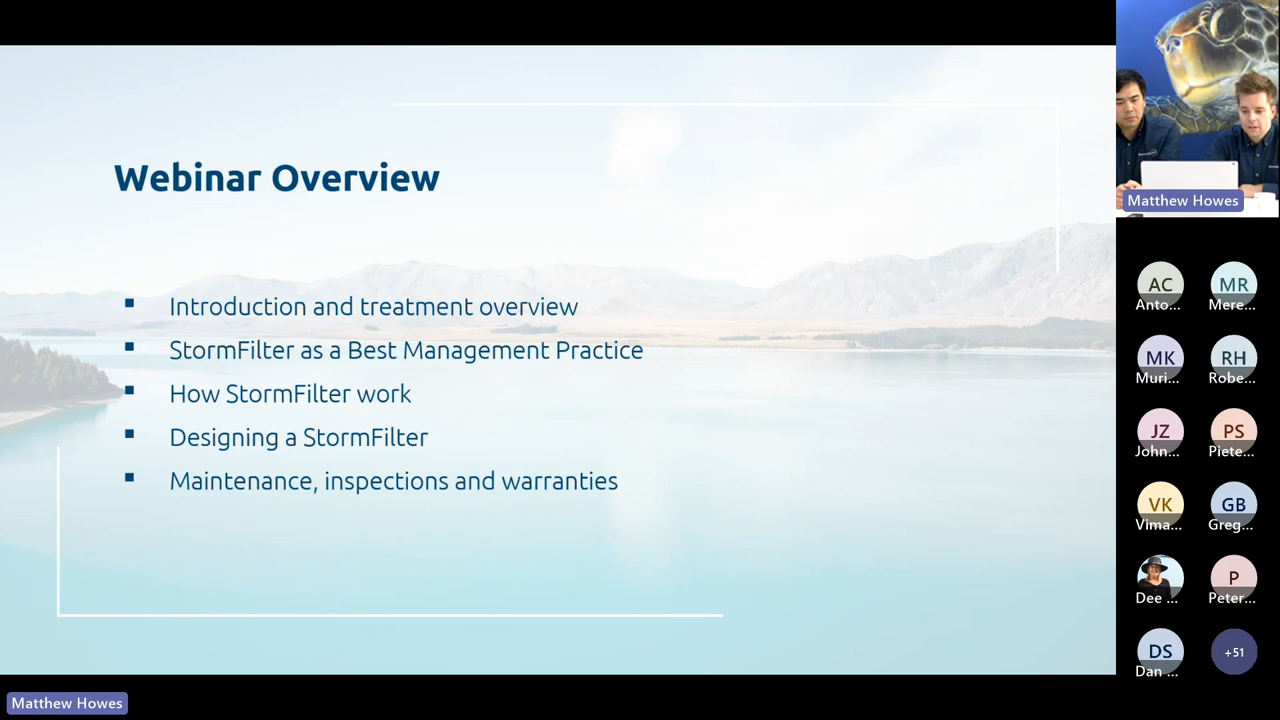 Webinar Overview
Introduction and treatment overview
StormFilter as a Best Management Practice
How StormFilter work
Designing a StormFilter
Maintenance, inspections and warranties
Matthew Howes
AC
Anto...
MR
Mere...
MK
Muri...
RH
Robe...
JZ
John...
PS
Piete...
VK
Vima...
GB
Greg...
Dee ...
P
Peter...
DS
Dan ...
+51
Matthew Howes